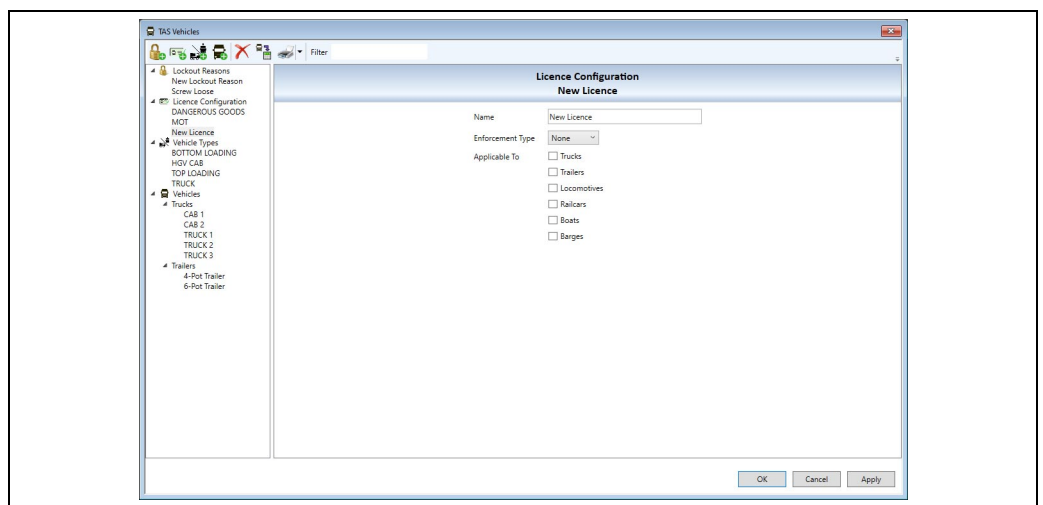 TAS Vehicles
Filter
Lockout Reasons
New Lockout Reason
Screw Loose
Licence Configuration
DANGEROUS GOODS
MOT
New Licence
Vehicle Types
BOTTOM LOADING
HGV CAB
TOP LOADING
TRUCK
Vehicles
Trucks
CAB 1
CAB 2
TRUCK 1
TRUCK 2
TRUCK 3
Trailers
4-Pot Trailer
6-Pot Trailer
Licence Configuration
New Licence
Name New Licence
Enforcement Type None
Applicable To Trucks
Trailers
Locomotives
Railcars
Boats
Barges
OK Cancel Apply